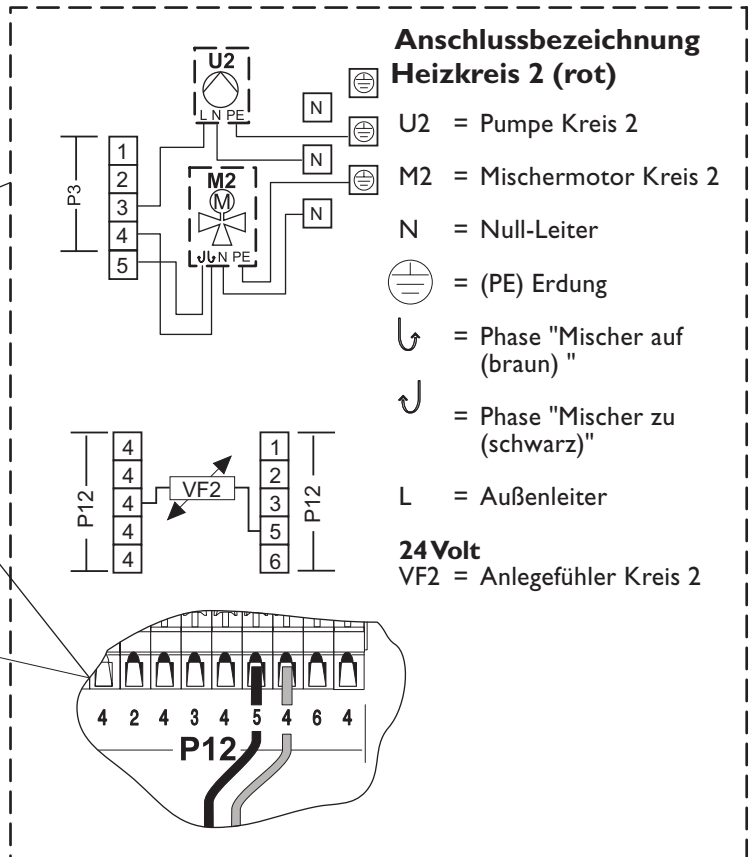 Anschlussbezeichnung
Heizkreis 2 (rot)
U2 = Pumpe Kreis 2
M2 = Mischermotor Kreis 2
N = Null-Leiter
= (PE) Erdung
= Phase "Mischer auf
(braun) "
= Phase "Mischer zu
(schwarz)"
L = Außenleiter
24 Volt
VF2 = Anlegefühler Kreis 2
U2
L N PE
N
N
N
P3
1
2
3
4
5
M2
M
N PE
P12
4
4
4
4
4
VF2
1
2
3
5
6
P12
4 2 4 3 4 5 4 6 4
P12